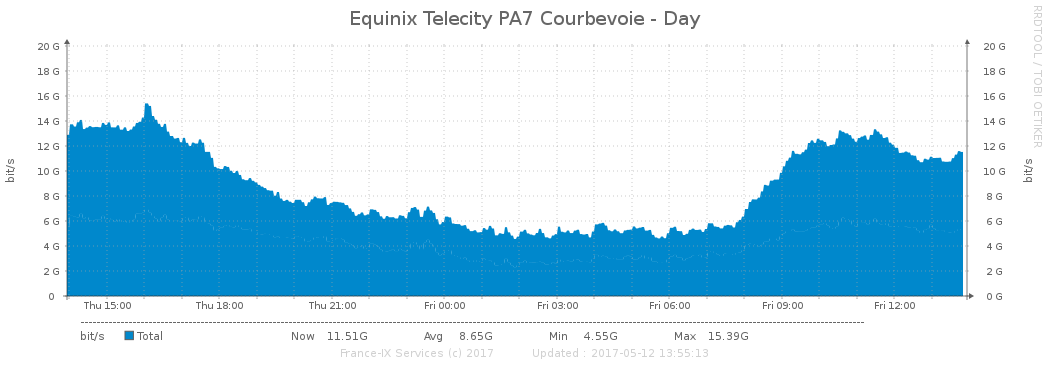 Equinix Telecity PA7 Courbevoie - Day
RRDTOOL / TOBI OETIKER
20 G 20 G
18 G 18 G
16 G 16 G
14 G 14 G
12 G 12 G
10 G 10 G
8 G 8 G
6 G 6 G
4 G 4 G
2 G 2 G
0 0 G
bit/s bit/s
Thu 15:00 Thu 18:00 Thu 21:00 Fri 00:00 Fri 03:00 Fri 06:00 Fri 09:00 Fri 12:00
bit/s Total Now 11.51G Avg 8.65G Min 4.55G Max 15.39G
France-IX Services (c) 2017 Updated : 2017-05-12 13:55:13